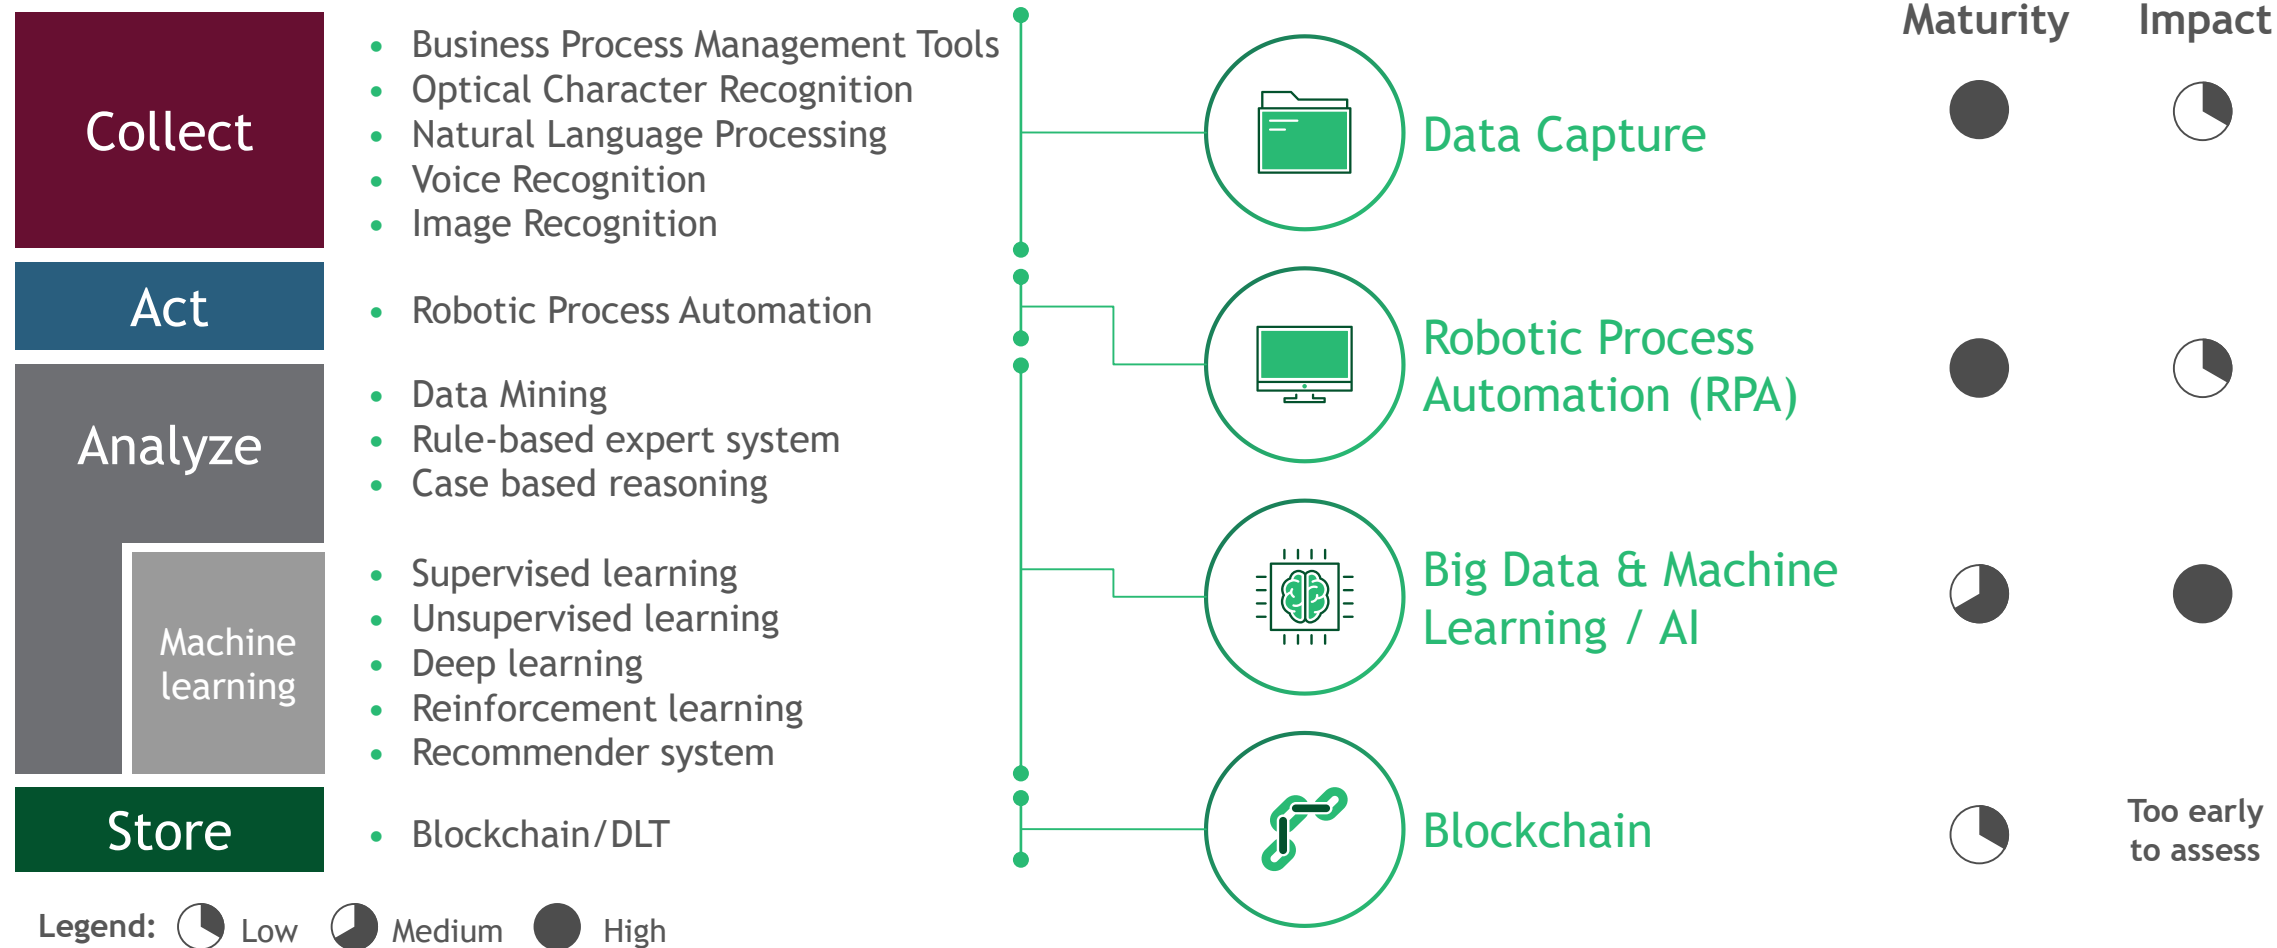 Maturity
Impact
Collect
• Business Process Management Tools
• Optical Character Recognition
• Natural Language Processing
• Voice Recognition
• Image Recognition
Data Capture
Act
• Robotic Process Automation
Robotic Process
Automation (RPA)
Analyze
• Data Mining
• Rule-based expert system
• Case based reasoning
Machine
learning
• Supervised learning
• Unsupervised learning
• Deep learning
• Reinforcement learning
• Recommender system
Big Data & Machine
Learning / AI
Store
• Blockchain/DLT
Blockchain
Too early
to assess
Legend: Low Medium High